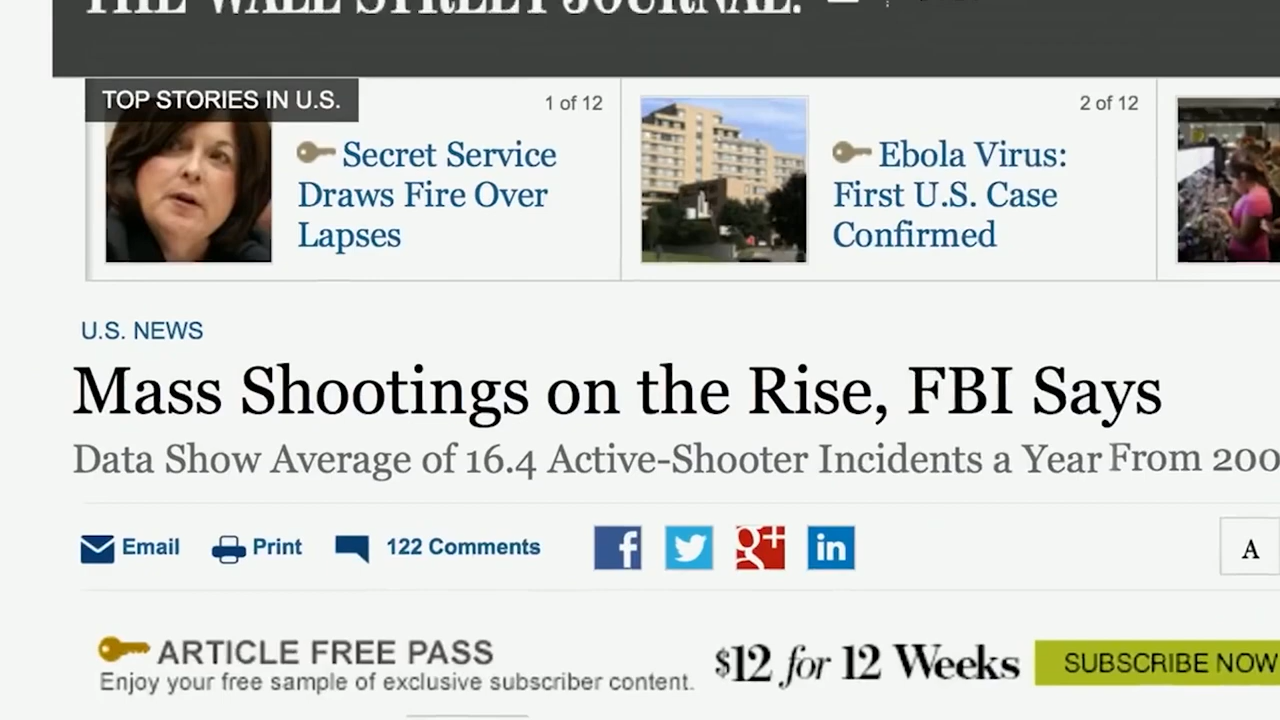 THE WALL STREET JOURNAL.
TOP STORIES IN U.S.
1 of 12
Secret Service
Draws Fire Over
Lapses
2 of 12
Ebola Virus:
First U.S. Case
Confirmed
U.S. NEWS
Mass Shootings on the Rise, FBI Says
Data Show Average of 16.4 Active-Shooter Incidents a Year From 200
Email Print 122 Comments f g+ in A
ARTICLE FREE PASS
Enjoy your free sample of exclusive subscriber content.
$12 for 12 Weeks
SUBSCRIBE NOW